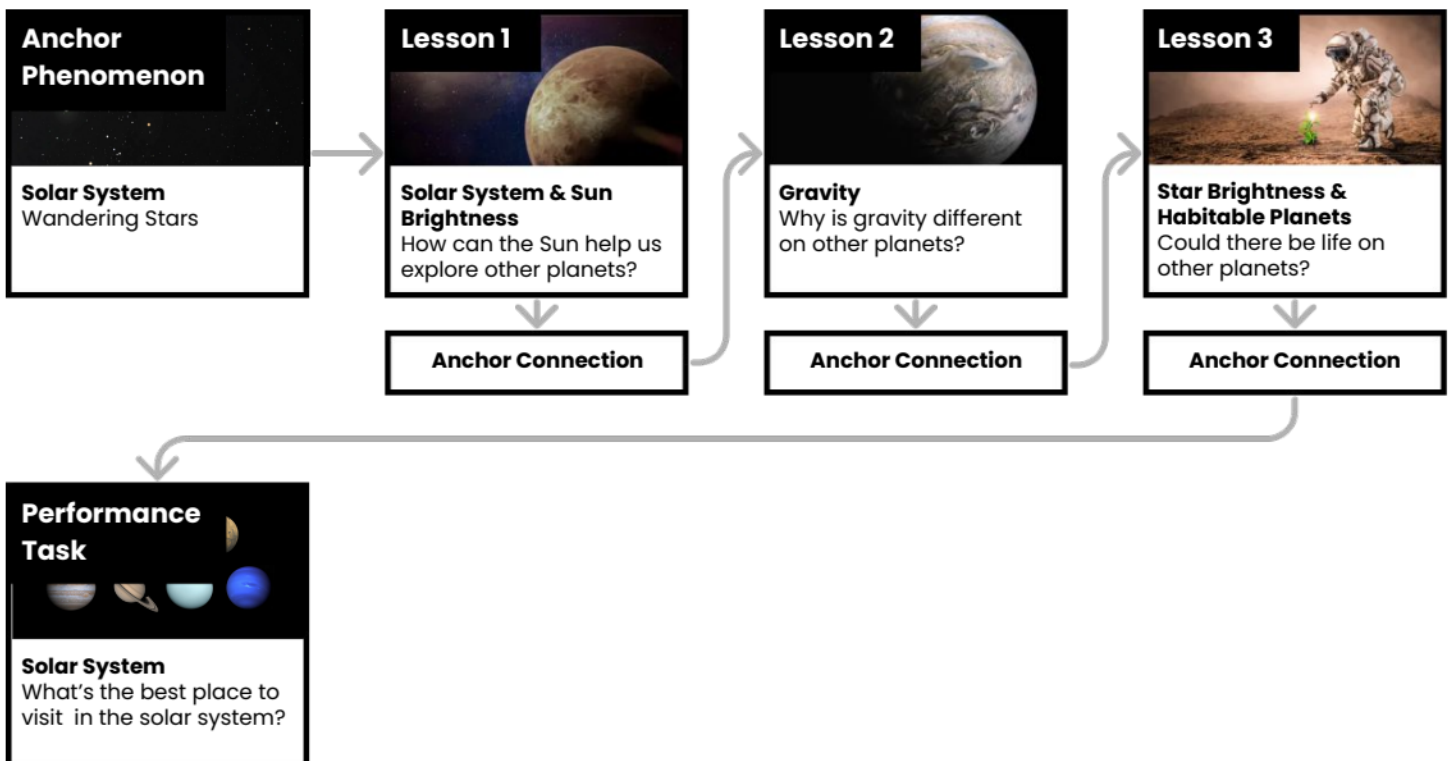 Anchor
Phenomenon
Solar System
Wandering Stars
Lesson 1
Solar System & Sun
Brightness
How can the Sun help us
explore other planets?
Anchor Connection
Lesson 2
Gravity
Why is gravity different
on other planets?
Anchor Connection
Lesson 3
Star Brightness &
Habitable Planets
Could there be life on
other planets?
Anchor Connection
Performance
Task
Solar System
What's the best place to
visit  in the solar system?